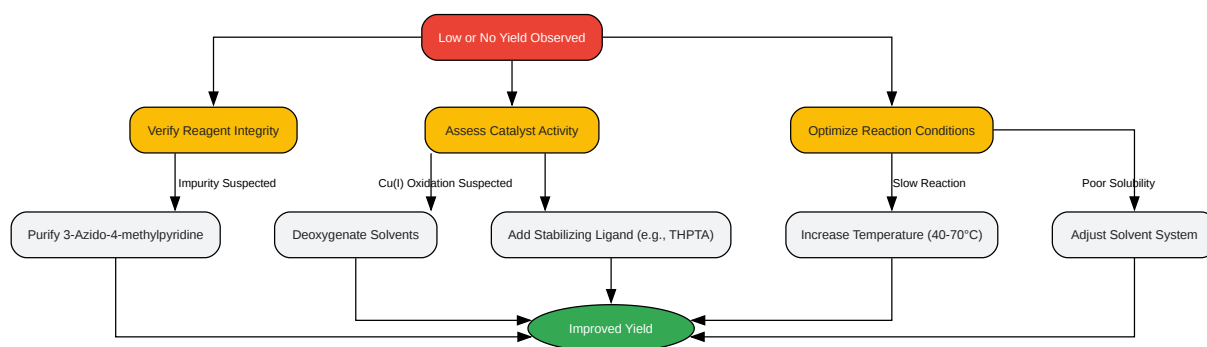 Low or No Yield Observed
Verify Reagent Integrity
Assess Catalyst Activity
Optimize Reaction Conditions
Impurity Suspected
Cu(I) Oxidation Suspected
Slow Reaction
Poor Solubility
Purify 3-Azido-4-methylpyridine
Deoxygenate Solvents
Add Stabilizing Ligand (e.g., THPTA)
Increase Temperature (40-70°C)
Adjust Solvent System
Improved Yield